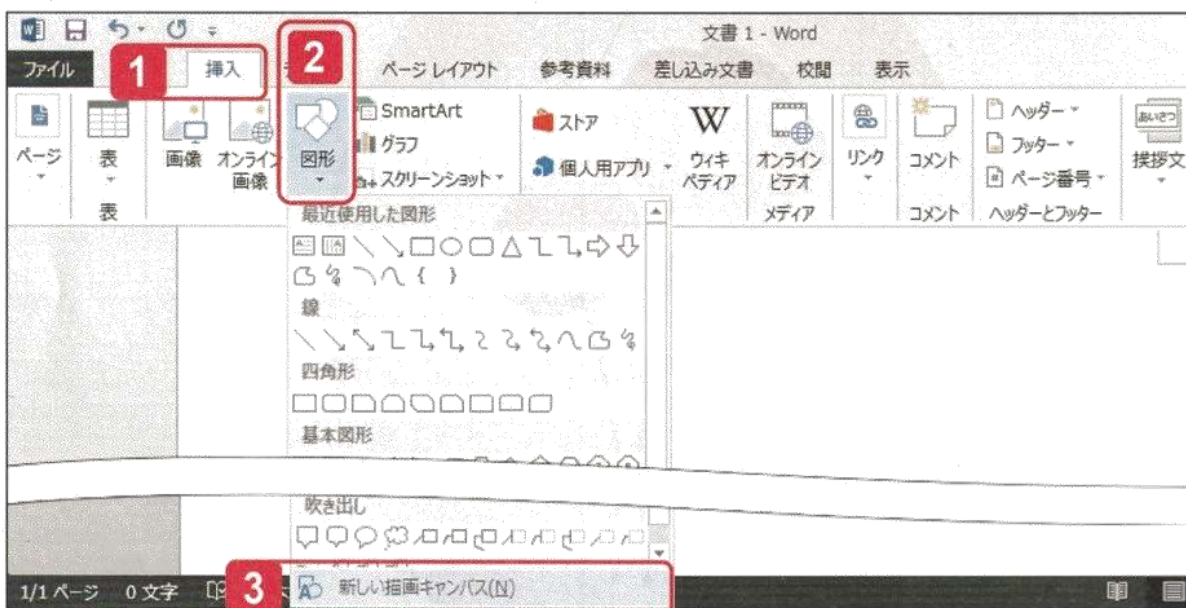 文書 1 - Word
ファイル 1 挿入 2 ページ レイアウト 参考資料 差し込み文書 校閲 表示
ページ
表
画像
オンライン
画像
図形
SmartArt
グラフ
スクリーンショット
ストア
個人用アプリ
W
ウィキ
ペディア
オンライン
ビデオ
リンク
コメント
ヘッダー
フッター
ページ番号
あいさつ
挨拶文
表 メディア コメント ヘッダーとフッター
最近使用した図形
線
四角形
基本図形
吹き出し
3 新しい描画キャンバス(N)
1/1 ページ 0 文字